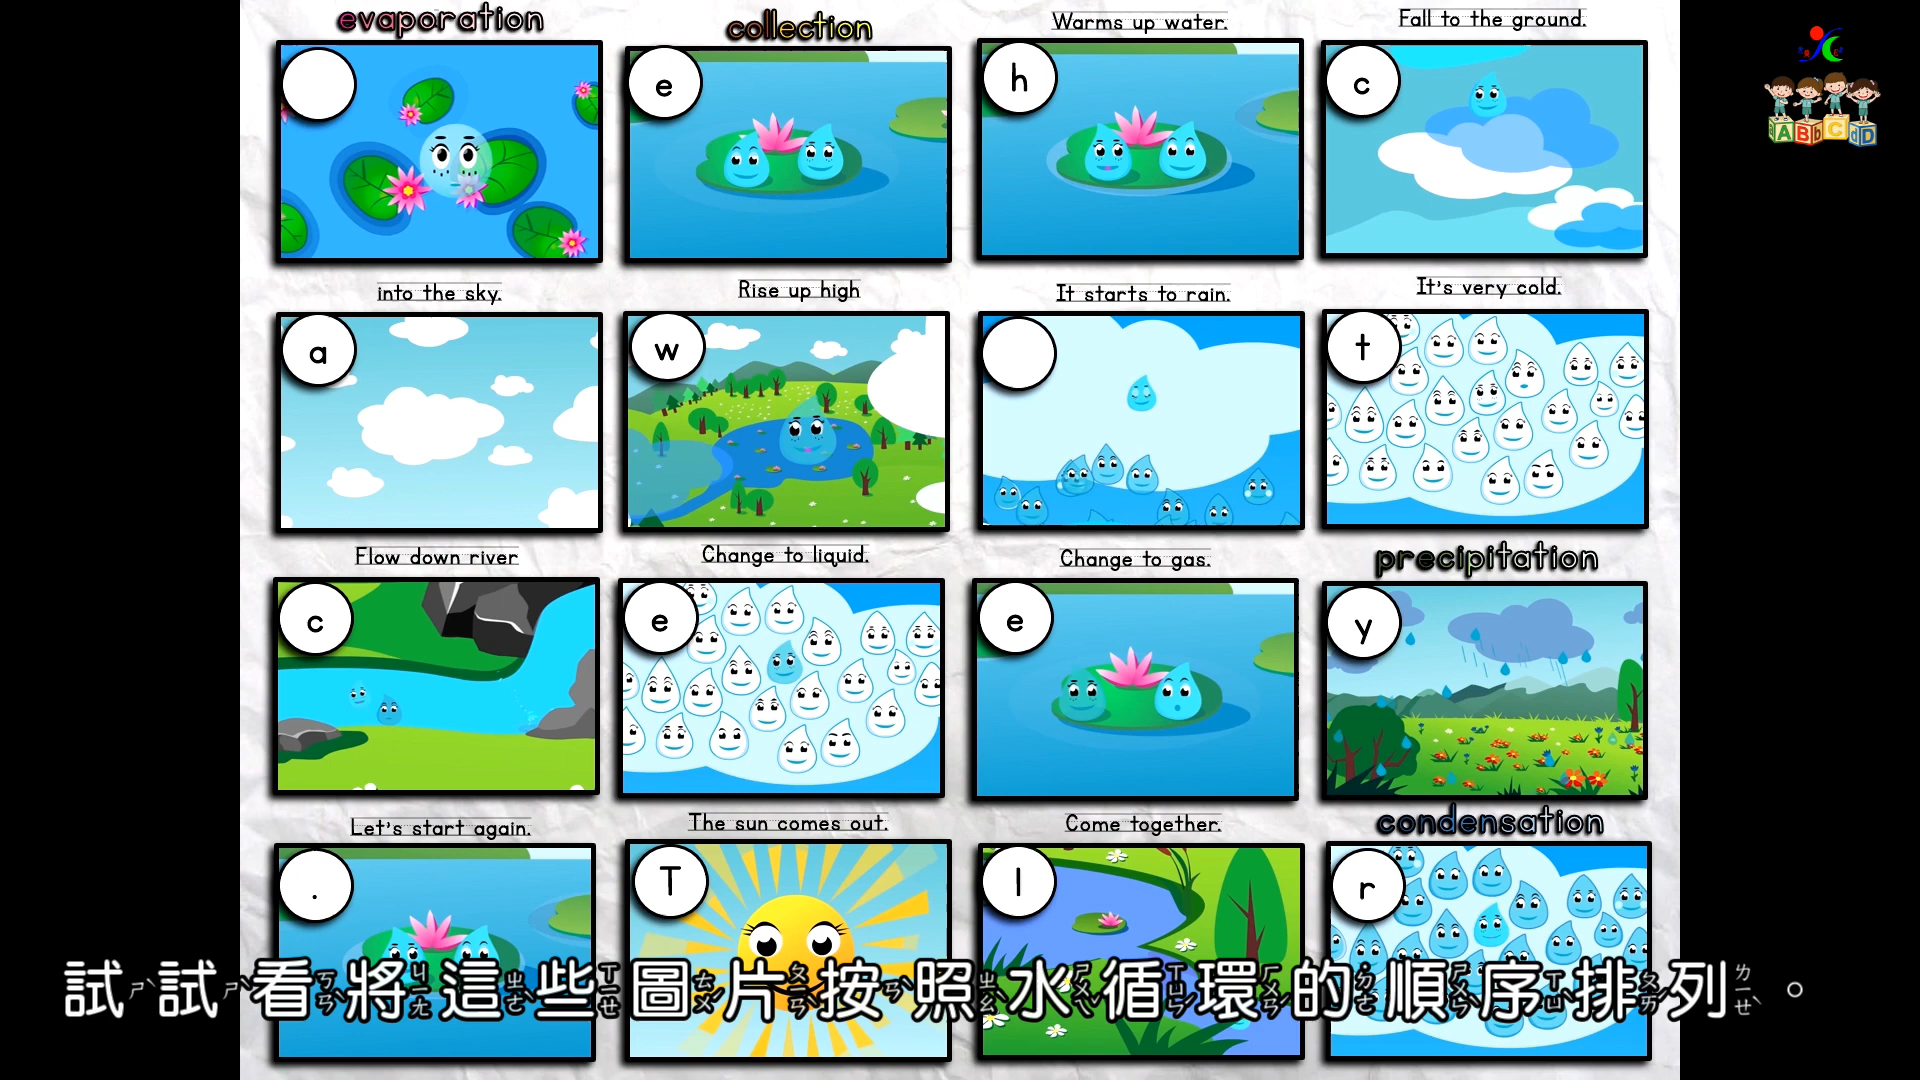 evaporation
collection
Warms up water.
Fall to the ground.
e
h
c
into the sky.
Rise up high
It starts to rain.
It's very cold.
a
w
t
Flow down river
Change to liquid.
Change to gas.
precipitation
c
e
e
y
Let's start again.
The sun comes out.
Come together.
condensation
.
T
l
r
試試看將這些圖片按照水循環的順序排列。
ABbCdD